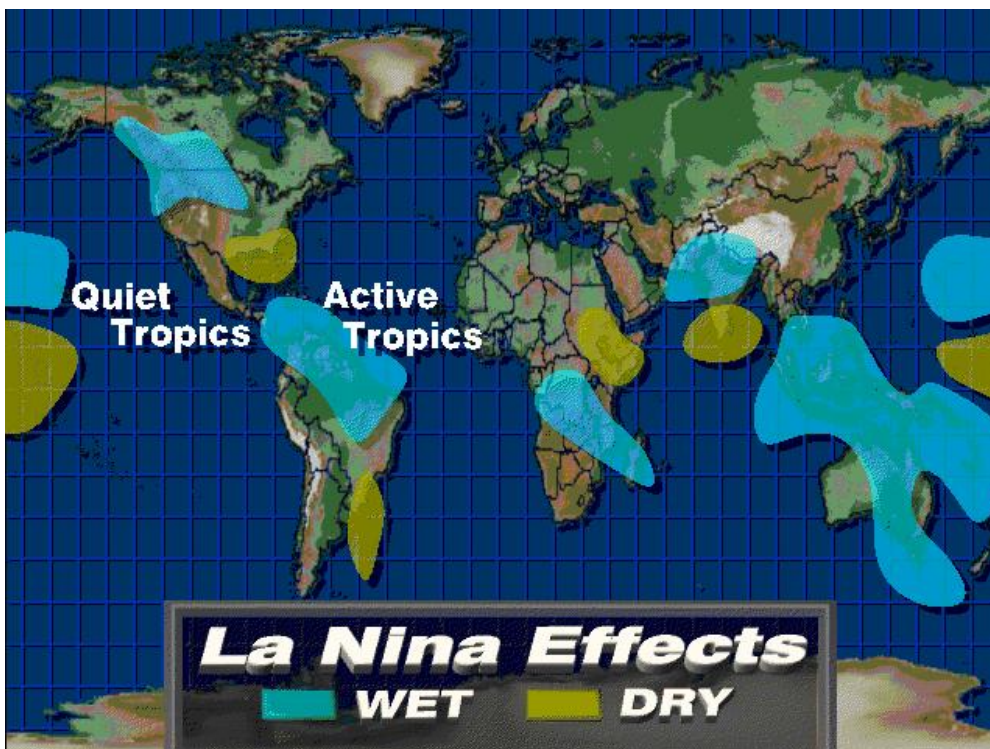 Quiet
Tropics
Active
Tropics
La Nina Effects
WET
DRY